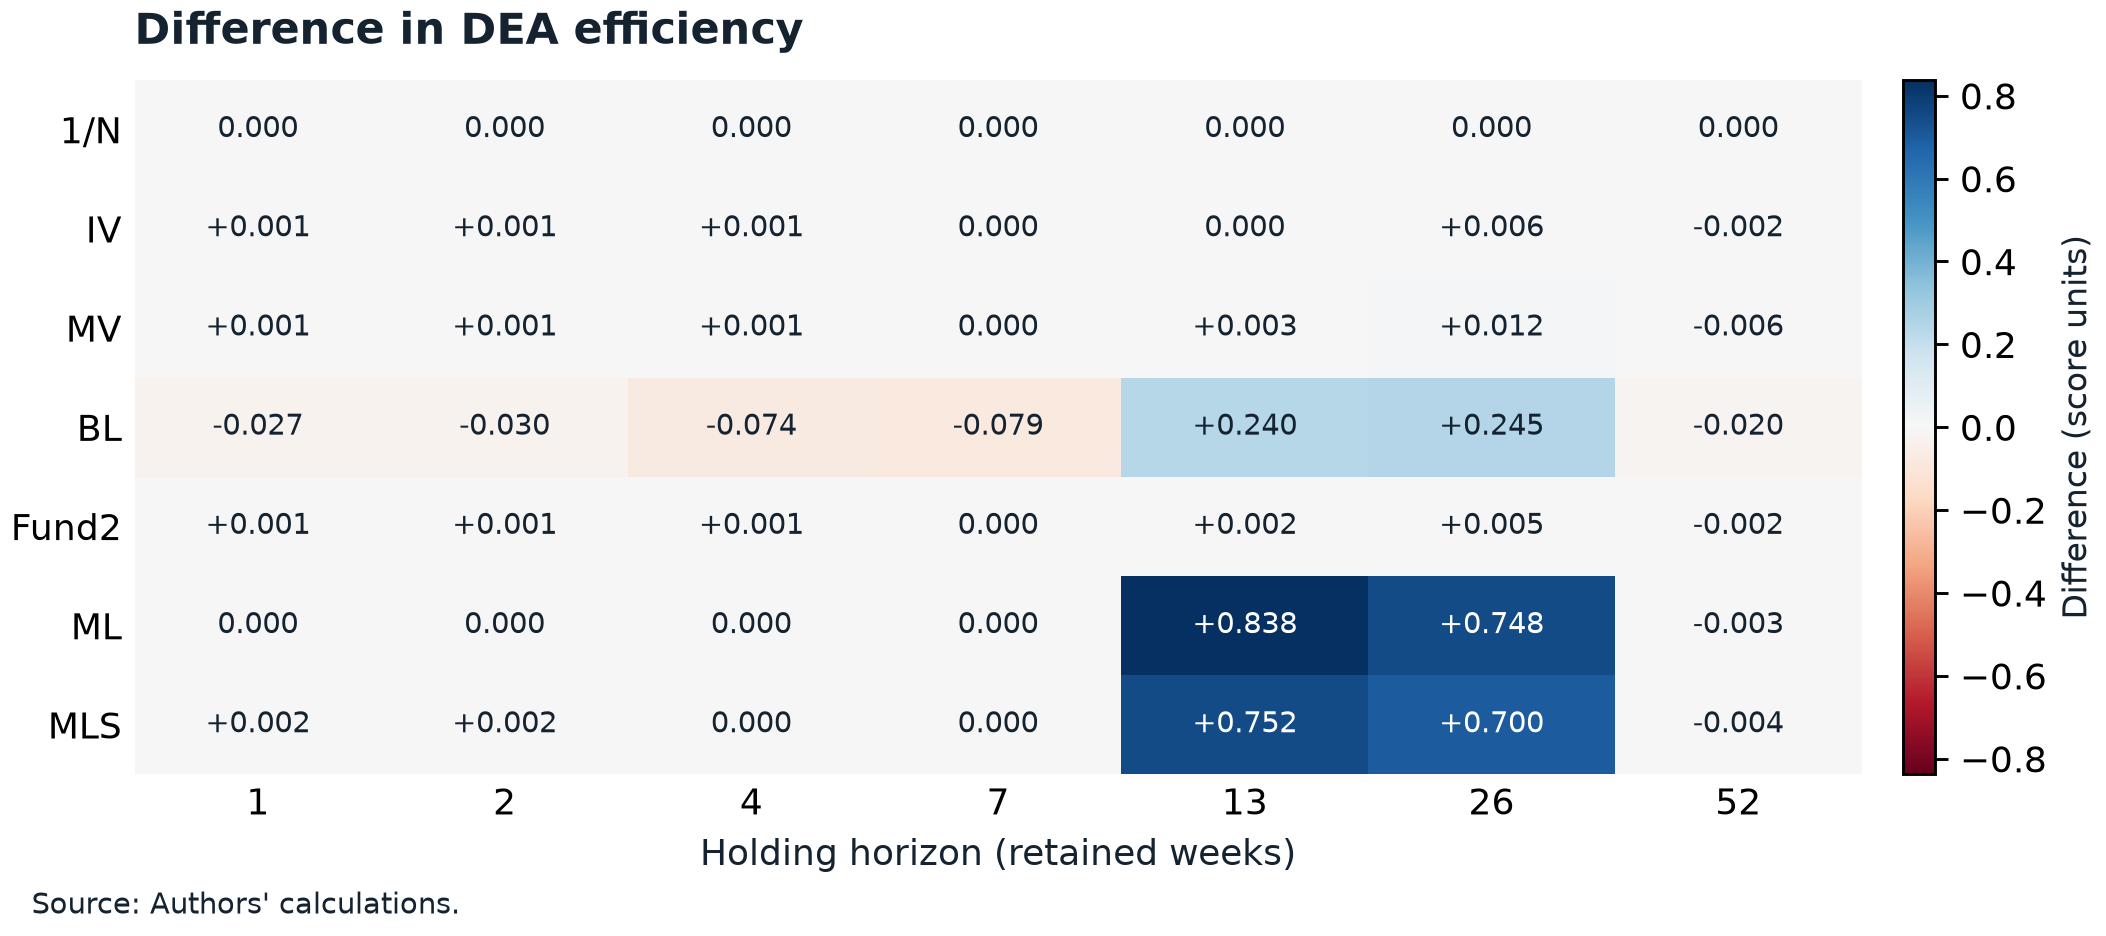 Difference in DEA efficiency
1/N 0.000 0.000 0.000 0.000 0.000 0.000 0.000
IV +0.001 +0.001 +0.001 0.000 0.000 +0.006 -0.002
MV +0.001 +0.001 +0.001 0.000 +0.003 +0.012 -0.006
BL -0.027 -0.030 -0.074 -0.079 +0.240 +0.245 -0.020
Fund2 +0.001 +0.001 +0.001 0.000 +0.002 +0.005 -0.002
ML 0.000 0.000 0.000 0.000 +0.838 +0.748 -0.003
MLS +0.002 +0.002 0.000 0.000 +0.752 +0.700 -0.004
1 2 4 7 13 26 52
Holding horizon (retained weeks)
0.8
0.6
0.4
0.2
0.0
−0.2
−0.4
−0.6
−0.8
Difference (score units)
Source: Authors' calculations.